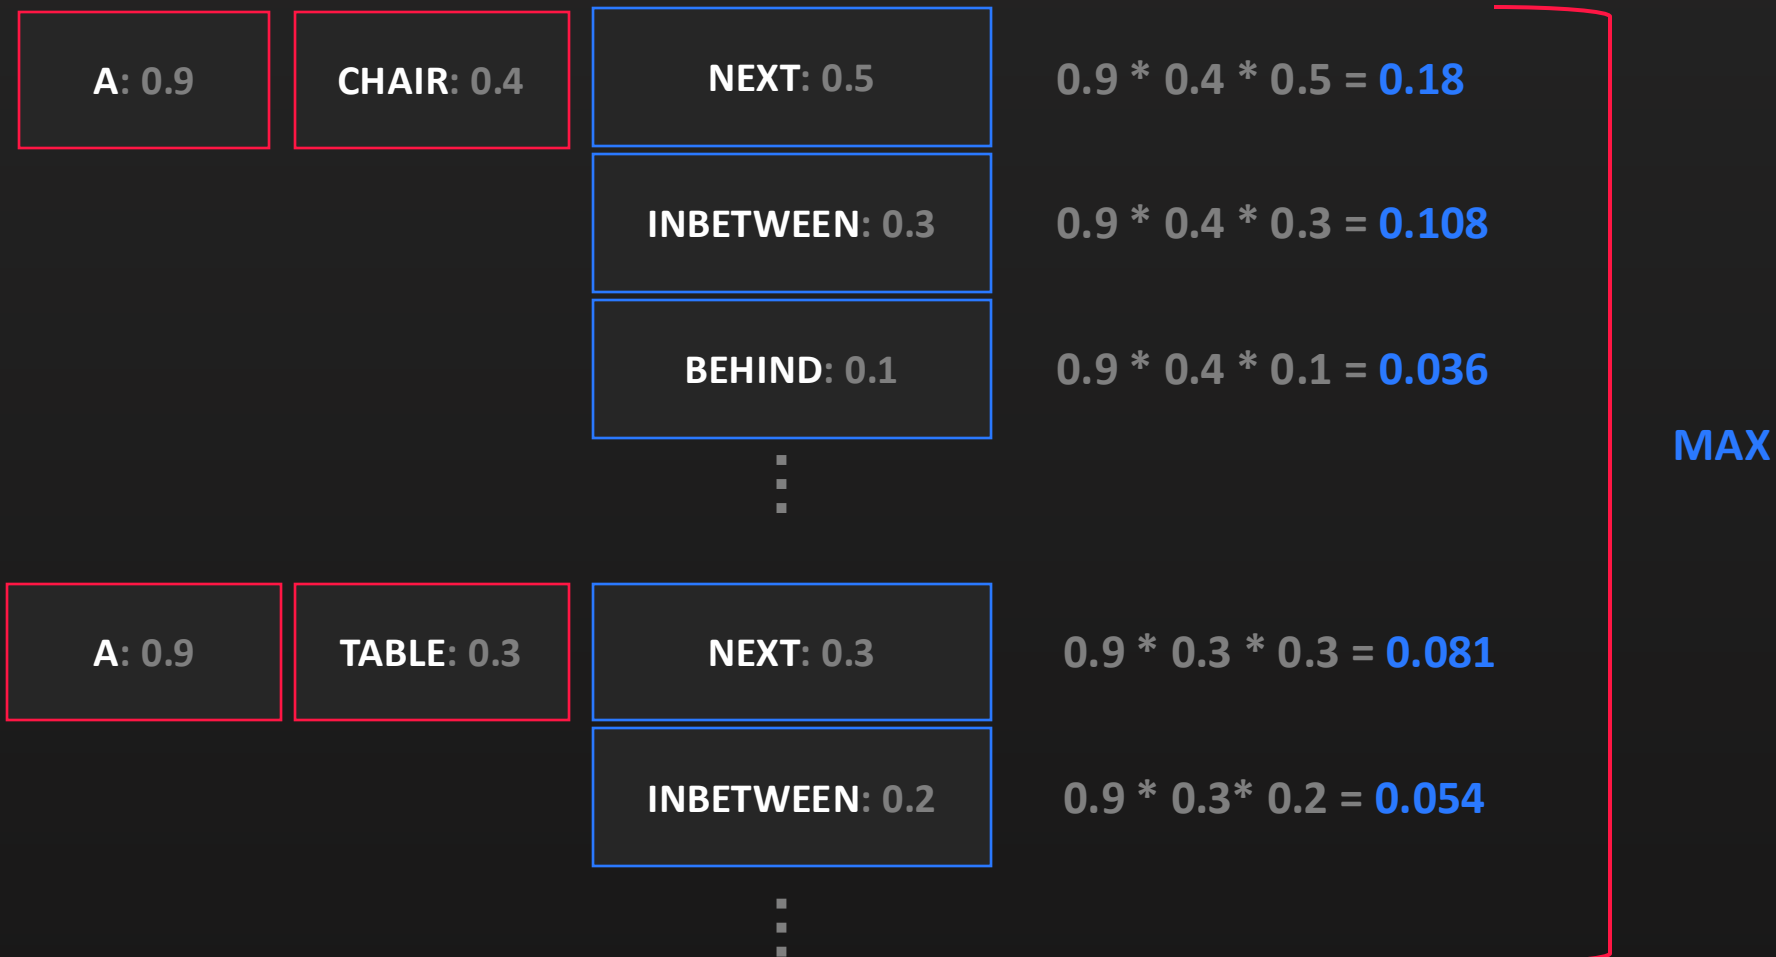 A: 0.9 CHAIR: 0.4 NEXT: 0.5 0.9 * 0.4 * 0.5 = 0.18
INBETWEEN: 0.3 0.9 * 0.4 * 0.3 = 0.108
BEHIND: 0.1 0.9 * 0.4 * 0.1 = 0.036
MAX
A: 0.9 TABLE: 0.3 NEXT: 0.3 0.9 * 0.3 * 0.3 = 0.081
INBETWEEN: 0.2 0.9 * 0.3* 0.2 = 0.054